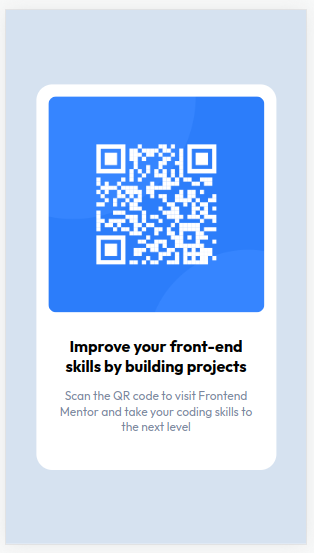 Improve your front-end
skills by building projects
Scan the QR code to visit Frontend
Mentor and take your coding skills to
the next level